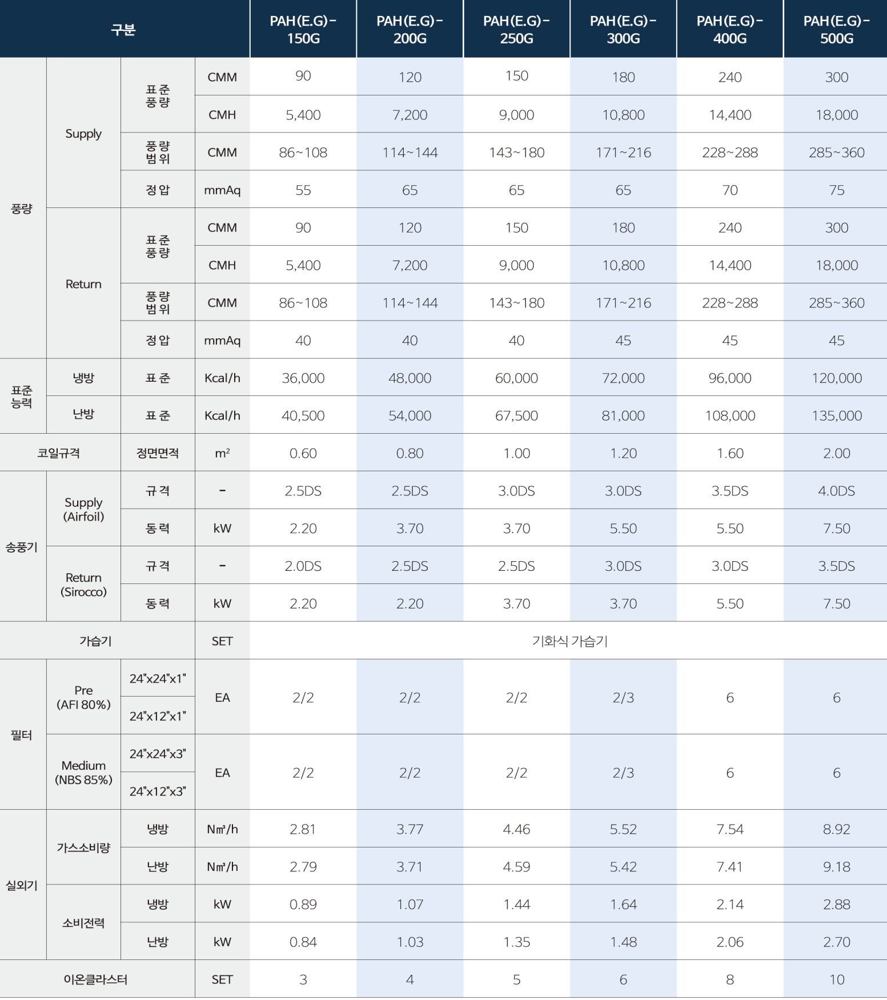 구분 PAH(E.G)-150G PAH(E.G)-200G PAH(E.G)-250G PAH(E.G)-300G PAH(E.G)-400G PAH(E.G)-500G
풍량 Supply 표준 풍량 CMM 90 120 150 180 240 300
CMH 5,400 7,200 9,000 10,800 14,400 18,000
풍량 범위 CMM 86~108 114~144 143~180 171~216 228~288 285~360
정압 mmAq 55 65 65 65 70 75
Return 표준 풍량 CMM 90 120 150 180 240 300
CMH 5,400 7,200 9,000 10,800 14,400 18,000
풍량 범위 CMM 86~108 114~144 143~180 171~216 228~288 285~360
정압 mmAq 40 40 40 45 45 45
표준 능력 냉방 표준 Kcal/h 36,000 48,000 60,000 72,000 96,000 120,000
난방 표준 Kcal/h 40,500 54,000 67,500 81,000 108,000 135,000
코일규격 정면면적 m² 0.60 0.80 1.00 1.20 1.60 2.00
송풍기 Supply (Airfoil) 규격 - 2.5DS 2.5DS 3.0DS 3.0DS 3.5DS 4.0DS
동력 kW 2.20 3.70 3.70 5.50 5.50 7.50
Return (Sirocco) 규격 - 2.0DS 2.5DS 2.5DS 3.0DS 3.0DS 3.5DS
동력 kW 2.20 2.20 3.70 3.70 5.50 7.50
가습기 SET 기화식 가습기
필터 Pre (AFI 80%) 24"x24"x1" 24"x12"x1" EA 2/2 2/2 2/2 2/3 6 6
Medium (NBS 85%) 24"x24"x3" 24"x12"x3" EA 2/2 2/2 2/2 2/3 6 6
실외기 가스소비량 냉방 N㎥/h 2.81 3.77 4.46 5.52 7.54 8.92
난방 N㎥/h 2.79 3.71 4.59 5.42 7.41 9.18
소비전력 냉방 kW 0.89 1.07 1.44 1.64 2.14 2.88
난방 kW 0.84 1.03 1.35 1.48 2.06 2.70
이온클라스터 SET 3 4 5 6 8 10